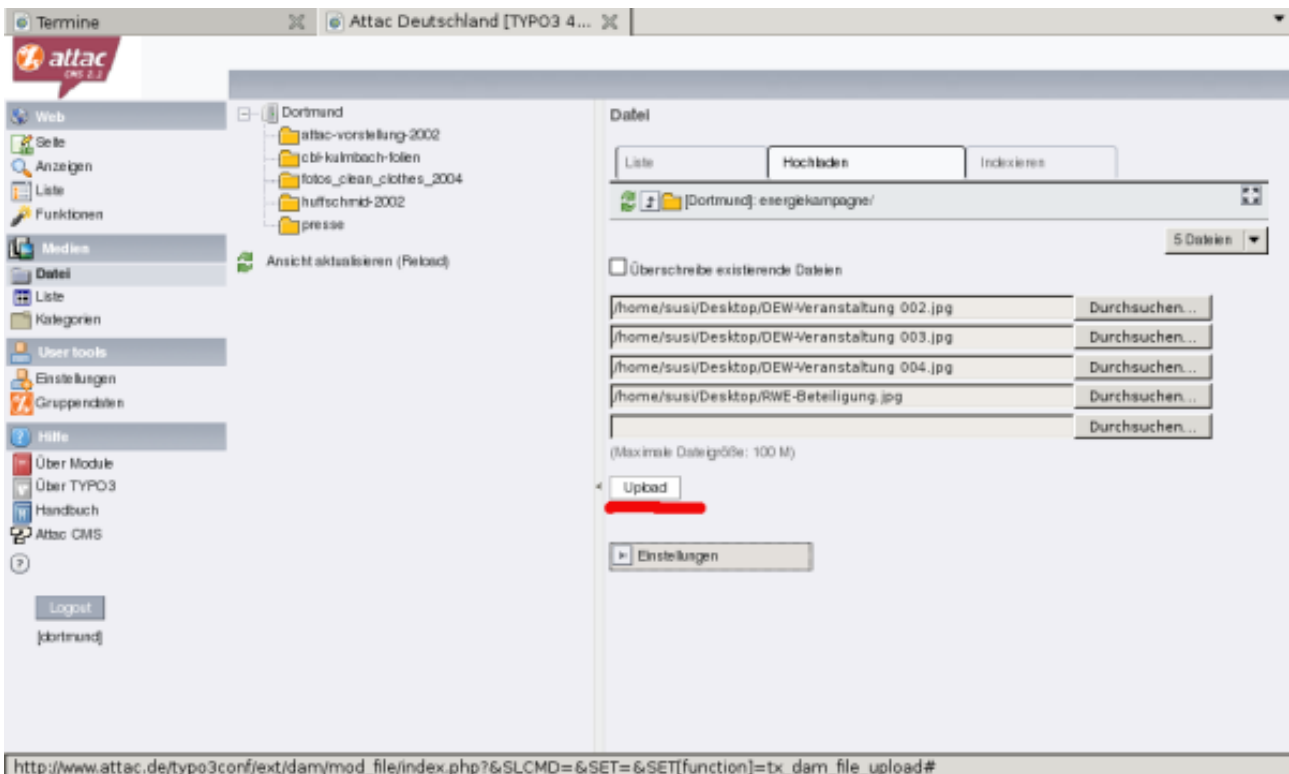 Termine
Attac Deutschland [TYPO3 4...
attac
CMS 2.1
Web
Seite
Anzeigen
Liste
Funktionen
Medien
Datei
Liste
Kategorien
User tools
Einstellungen
Gruppendaten
Hilfe
Über Module
Über TYPO3
Handbuch
Attac CMS
Logout
[dortmund]
Dortmund
attac-vorstellung-2002
cbl-kulmbach-folien
fotos_clean_clothes_2004
huffschmid-2002
presse
Ansicht aktualisieren (Reload)
Datei
Liste
Hochladen
Indexieren
[Dortmund]: energiekampagne/
5 Dateien
Überschreibe existierende Dateien
/home/susi/Desktop/DEW-Veranstaltung 002.jpg Durchsuchen...
/home/susi/Desktop/DEW-Veranstaltung 003.jpg Durchsuchen...
/home/susi/Desktop/DEW-Veranstaltung 004.jpg Durchsuchen...
/home/susi/Desktop/RWE-Beteiligung.jpg Durchsuchen...
Durchsuchen...
(Maximale Dateigröße: 100 M)
Upload
Einstellungen
http://www.attac.de/typo3conf/ext/dam/mod_file/index.php?&SLCMD=&SET=&SET[function]=tx_dam_file_upload#